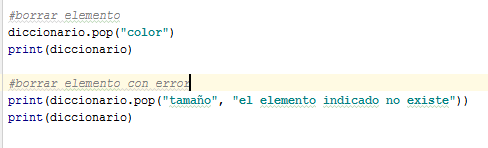 #borrar elemento
diccionario.pop("color")
print(diccionario)
#borrar elemento con error
print(diccionario.pop("tamaño", "el elemento indicado no existe"))
print(diccionario)